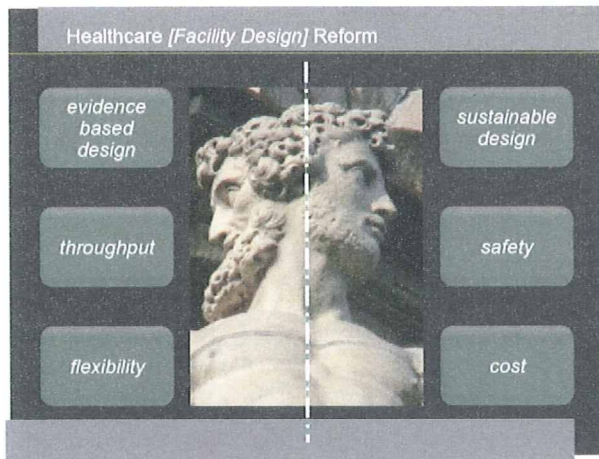 Healthcare [Facility Design] Reform
evidence
based
design
throughput
flexibility
sustainable
design
safety
cost